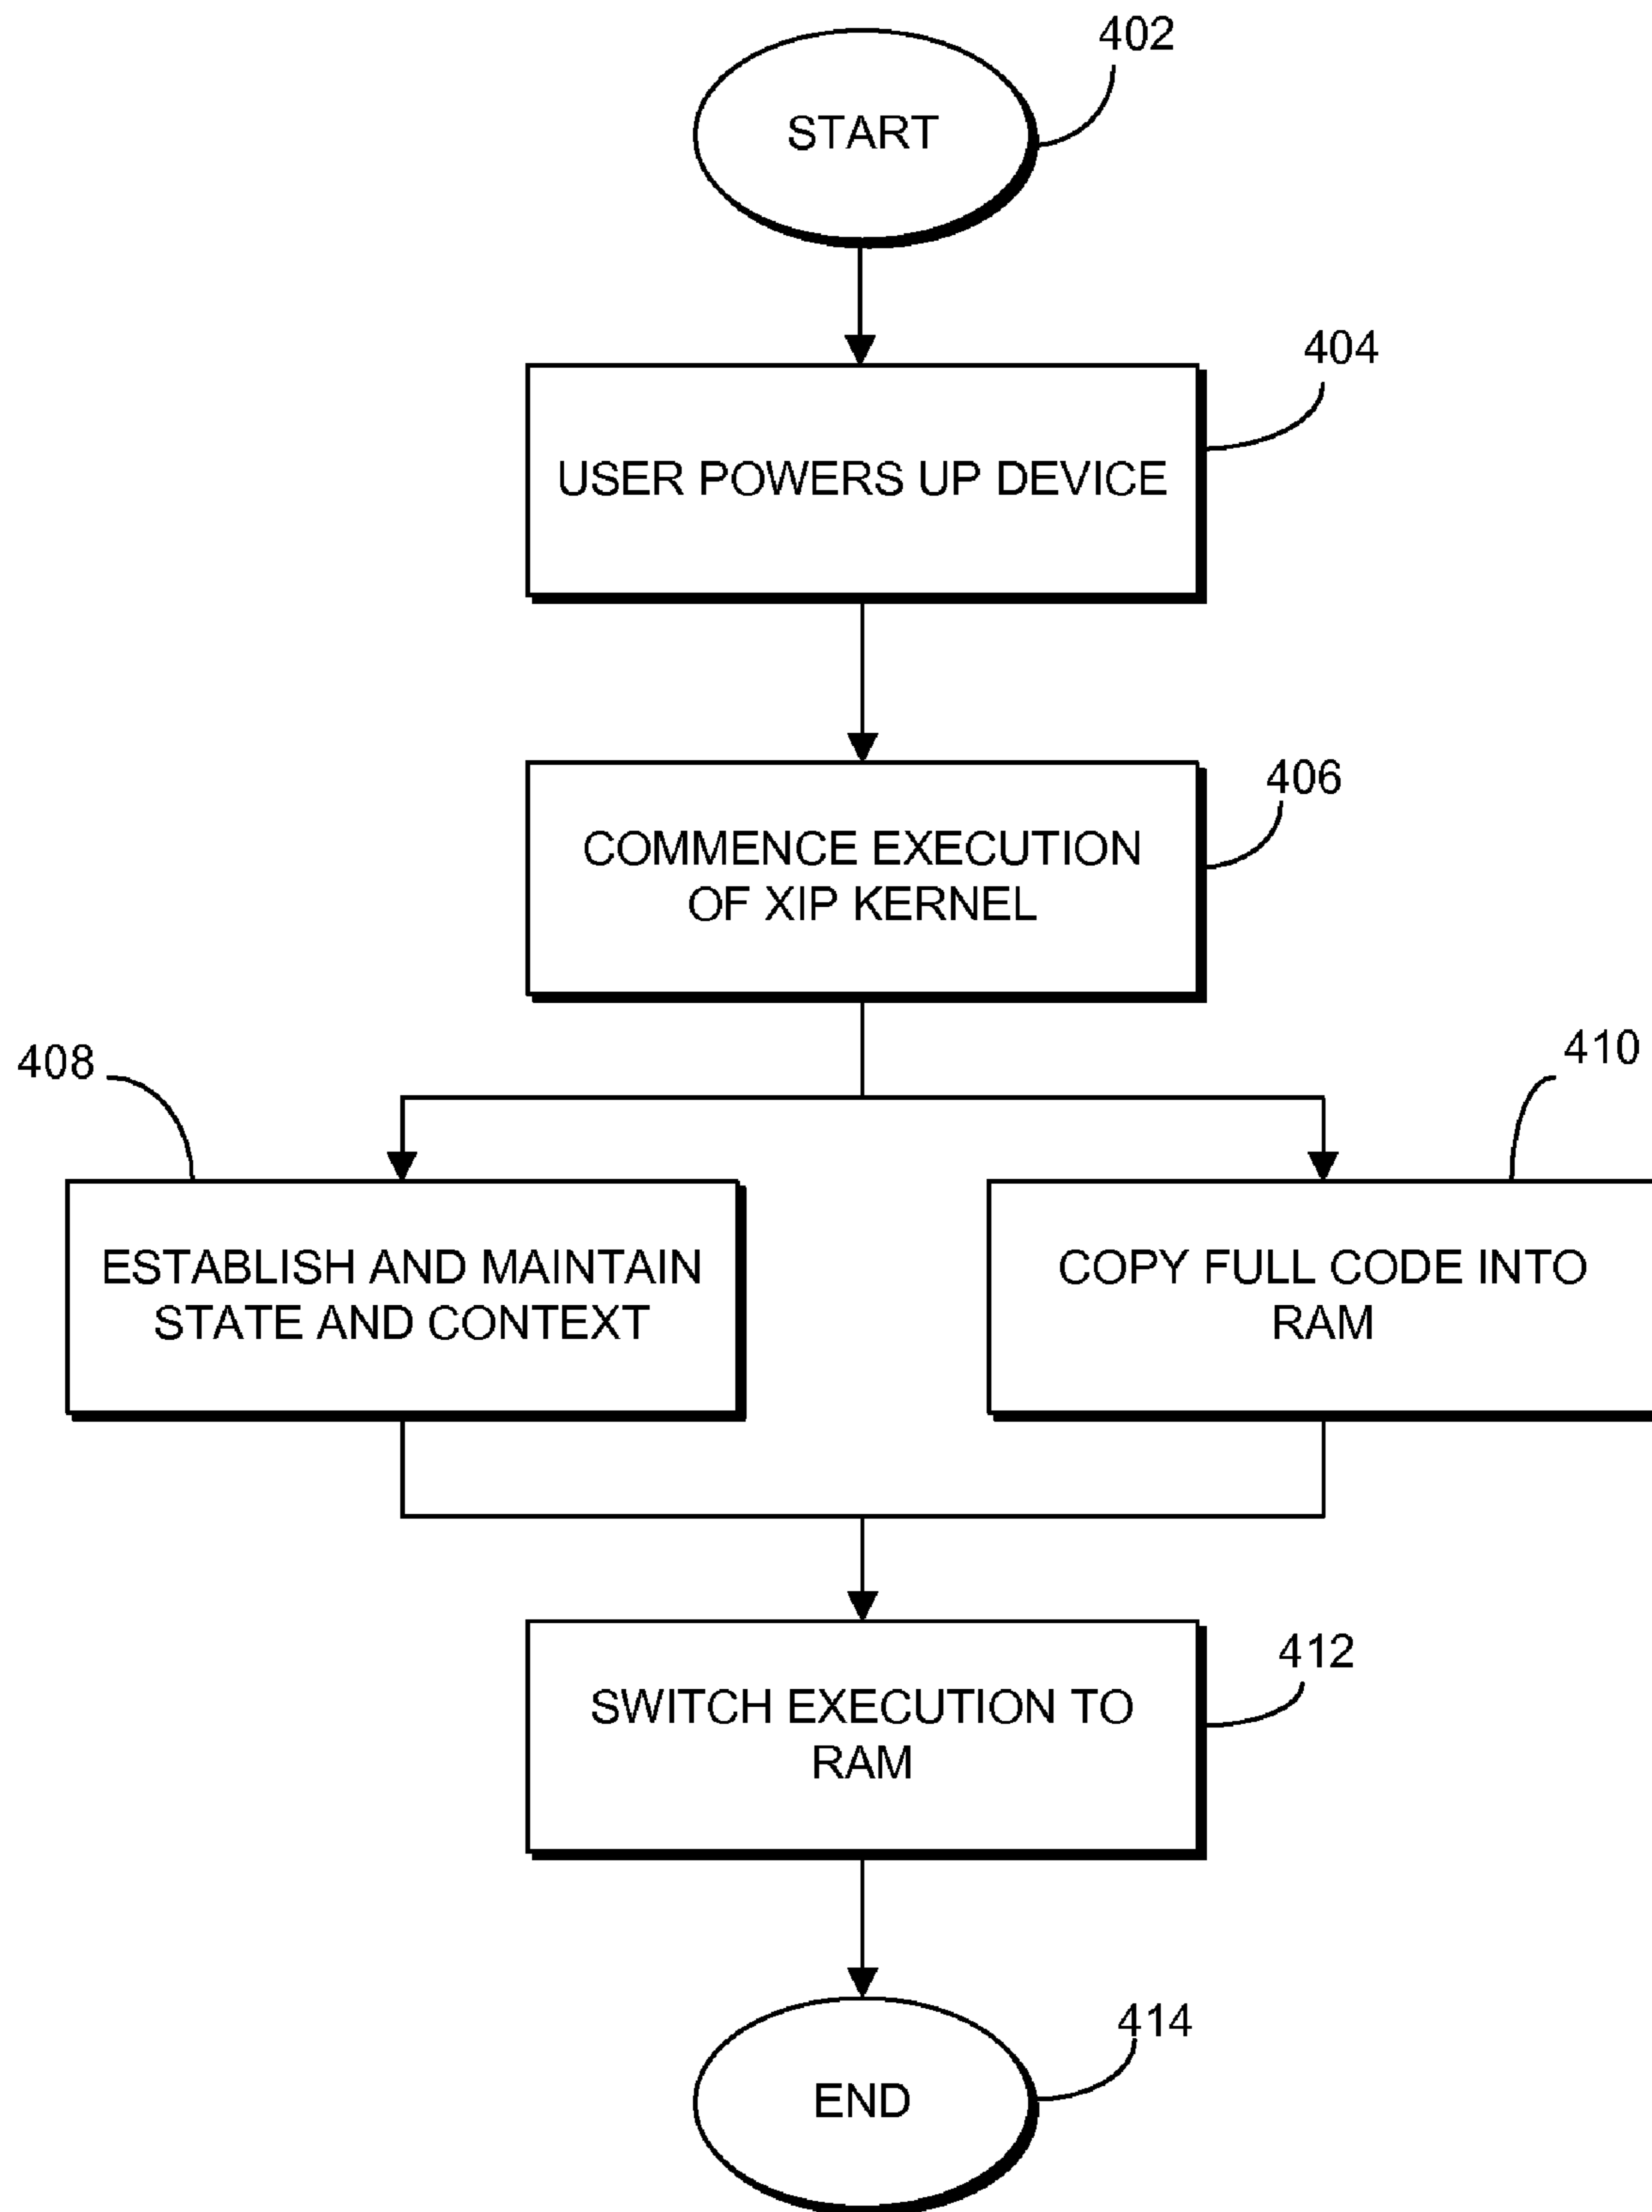 402
START
404
USER POWERS UP DEVICE
406
COMMENCE EXECUTION
OF XIP KERNEL
408
410
ESTABLISH AND MAINTAIN
STATE AND CONTEXT
COPY FULL CODE INTO
RAM
412
SWITCH EXECUTION TO
RAM
414
END